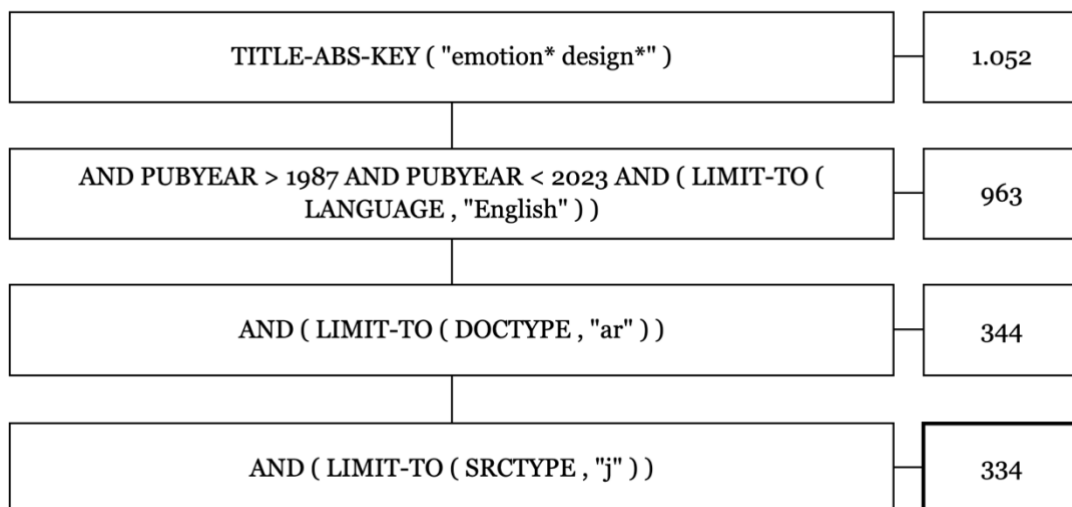 TITLE-ABS-KEY ( "emotion* design*" )
1.052
AND PUBYEAR > 1987 AND PUBYEAR < 2023 AND ( LIMIT-TO (
LANGUAGE , "English" ) )
963
AND ( LIMIT-TO ( DOCTYPE , "ar" ) )
344
AND ( LIMIT-TO ( SRCTYPE , "j" ) )
334